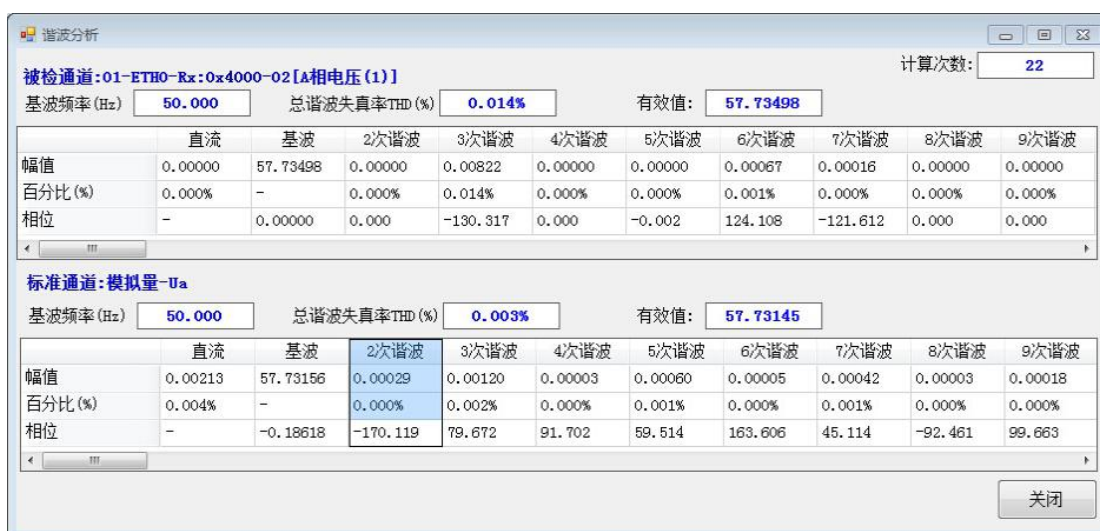 谐波分析
计算次数: 22
被检通道:01-ETH0-Rx:0x4000-02[A相电压(1)]
基波频率(Hz) 50.000 总谐波失真率THD(%) 0.014% 有效值: 57.73498
直流 基波 2次谐波 3次谐波 4次谐波 5次谐波 6次谐波 7次谐波 8次谐波 9次谐波
幅值 0.00000 57.73498 0.00000 0.00822 0.00000 0.00000 0.00067 0.00016 0.00000 0.00000
百分比(%) 0.000% - 0.000% 0.014% 0.000% 0.000% 0.001% 0.000% 0.000% 0.000%
相位 - 0.00000 0.000 -130.317 0.000 -0.002 124.108 -121.612 0.000 0.000
标准通道:模拟量-Ua
基波频率(Hz) 50.000 总谐波失真率THD(%) 0.003% 有效值: 57.73145
直流 基波 2次谐波 3次谐波 4次谐波 5次谐波 6次谐波 7次谐波 8次谐波 9次谐波
幅值 0.00213 57.73156 0.00029 0.00120 0.00003 0.00060 0.00005 0.00042 0.00003 0.00018
百分比(%) 0.004% - 0.000% 0.002% 0.000% 0.001% 0.000% 0.001% 0.000% 0.000%
相位 - -0.18618 -170.119 79.672 91.702 59.514 163.606 45.114 -92.461 99.663
关闭